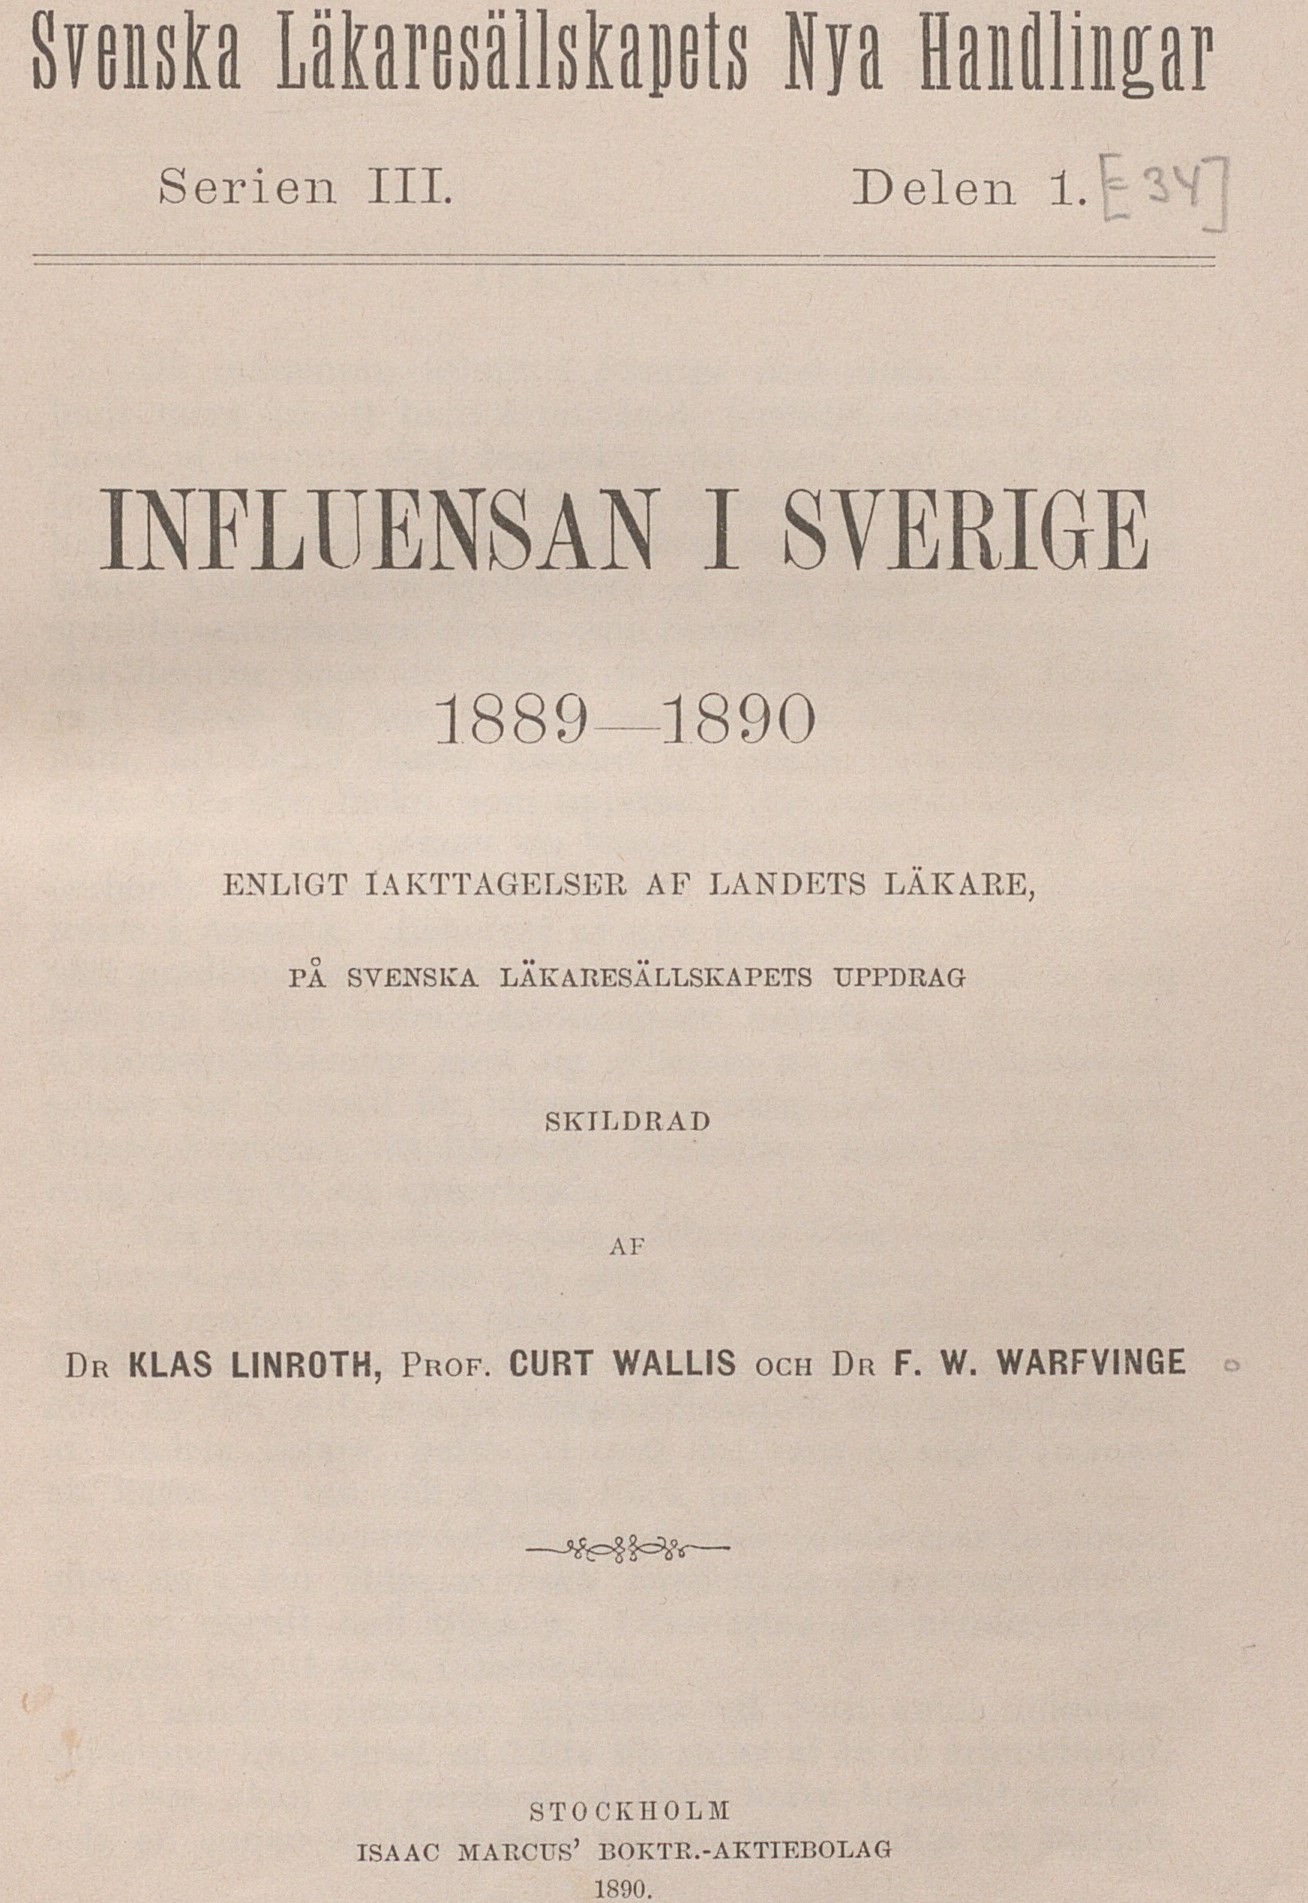 Svenska Läkaresällskapets Nya Handlingar
Serien III. Delen 1. [= 34]
INFLUENSAN I SVERIGE
1889—1890
ENLIGT IAKTTAGELSER AF LANDETS LÄKARE,
PÅ SVENSKA LÄKARESÄLLSKAPETS UPPDRAG
SKILDRAD
AF
DR KLAS LINROTH, PROF. CURT WALLIS OCH DR F. W. WARFVINGE
STOCKHOLM
ISAAC MARCUS' BOKTR.-AKTIEBOLAG
1890.